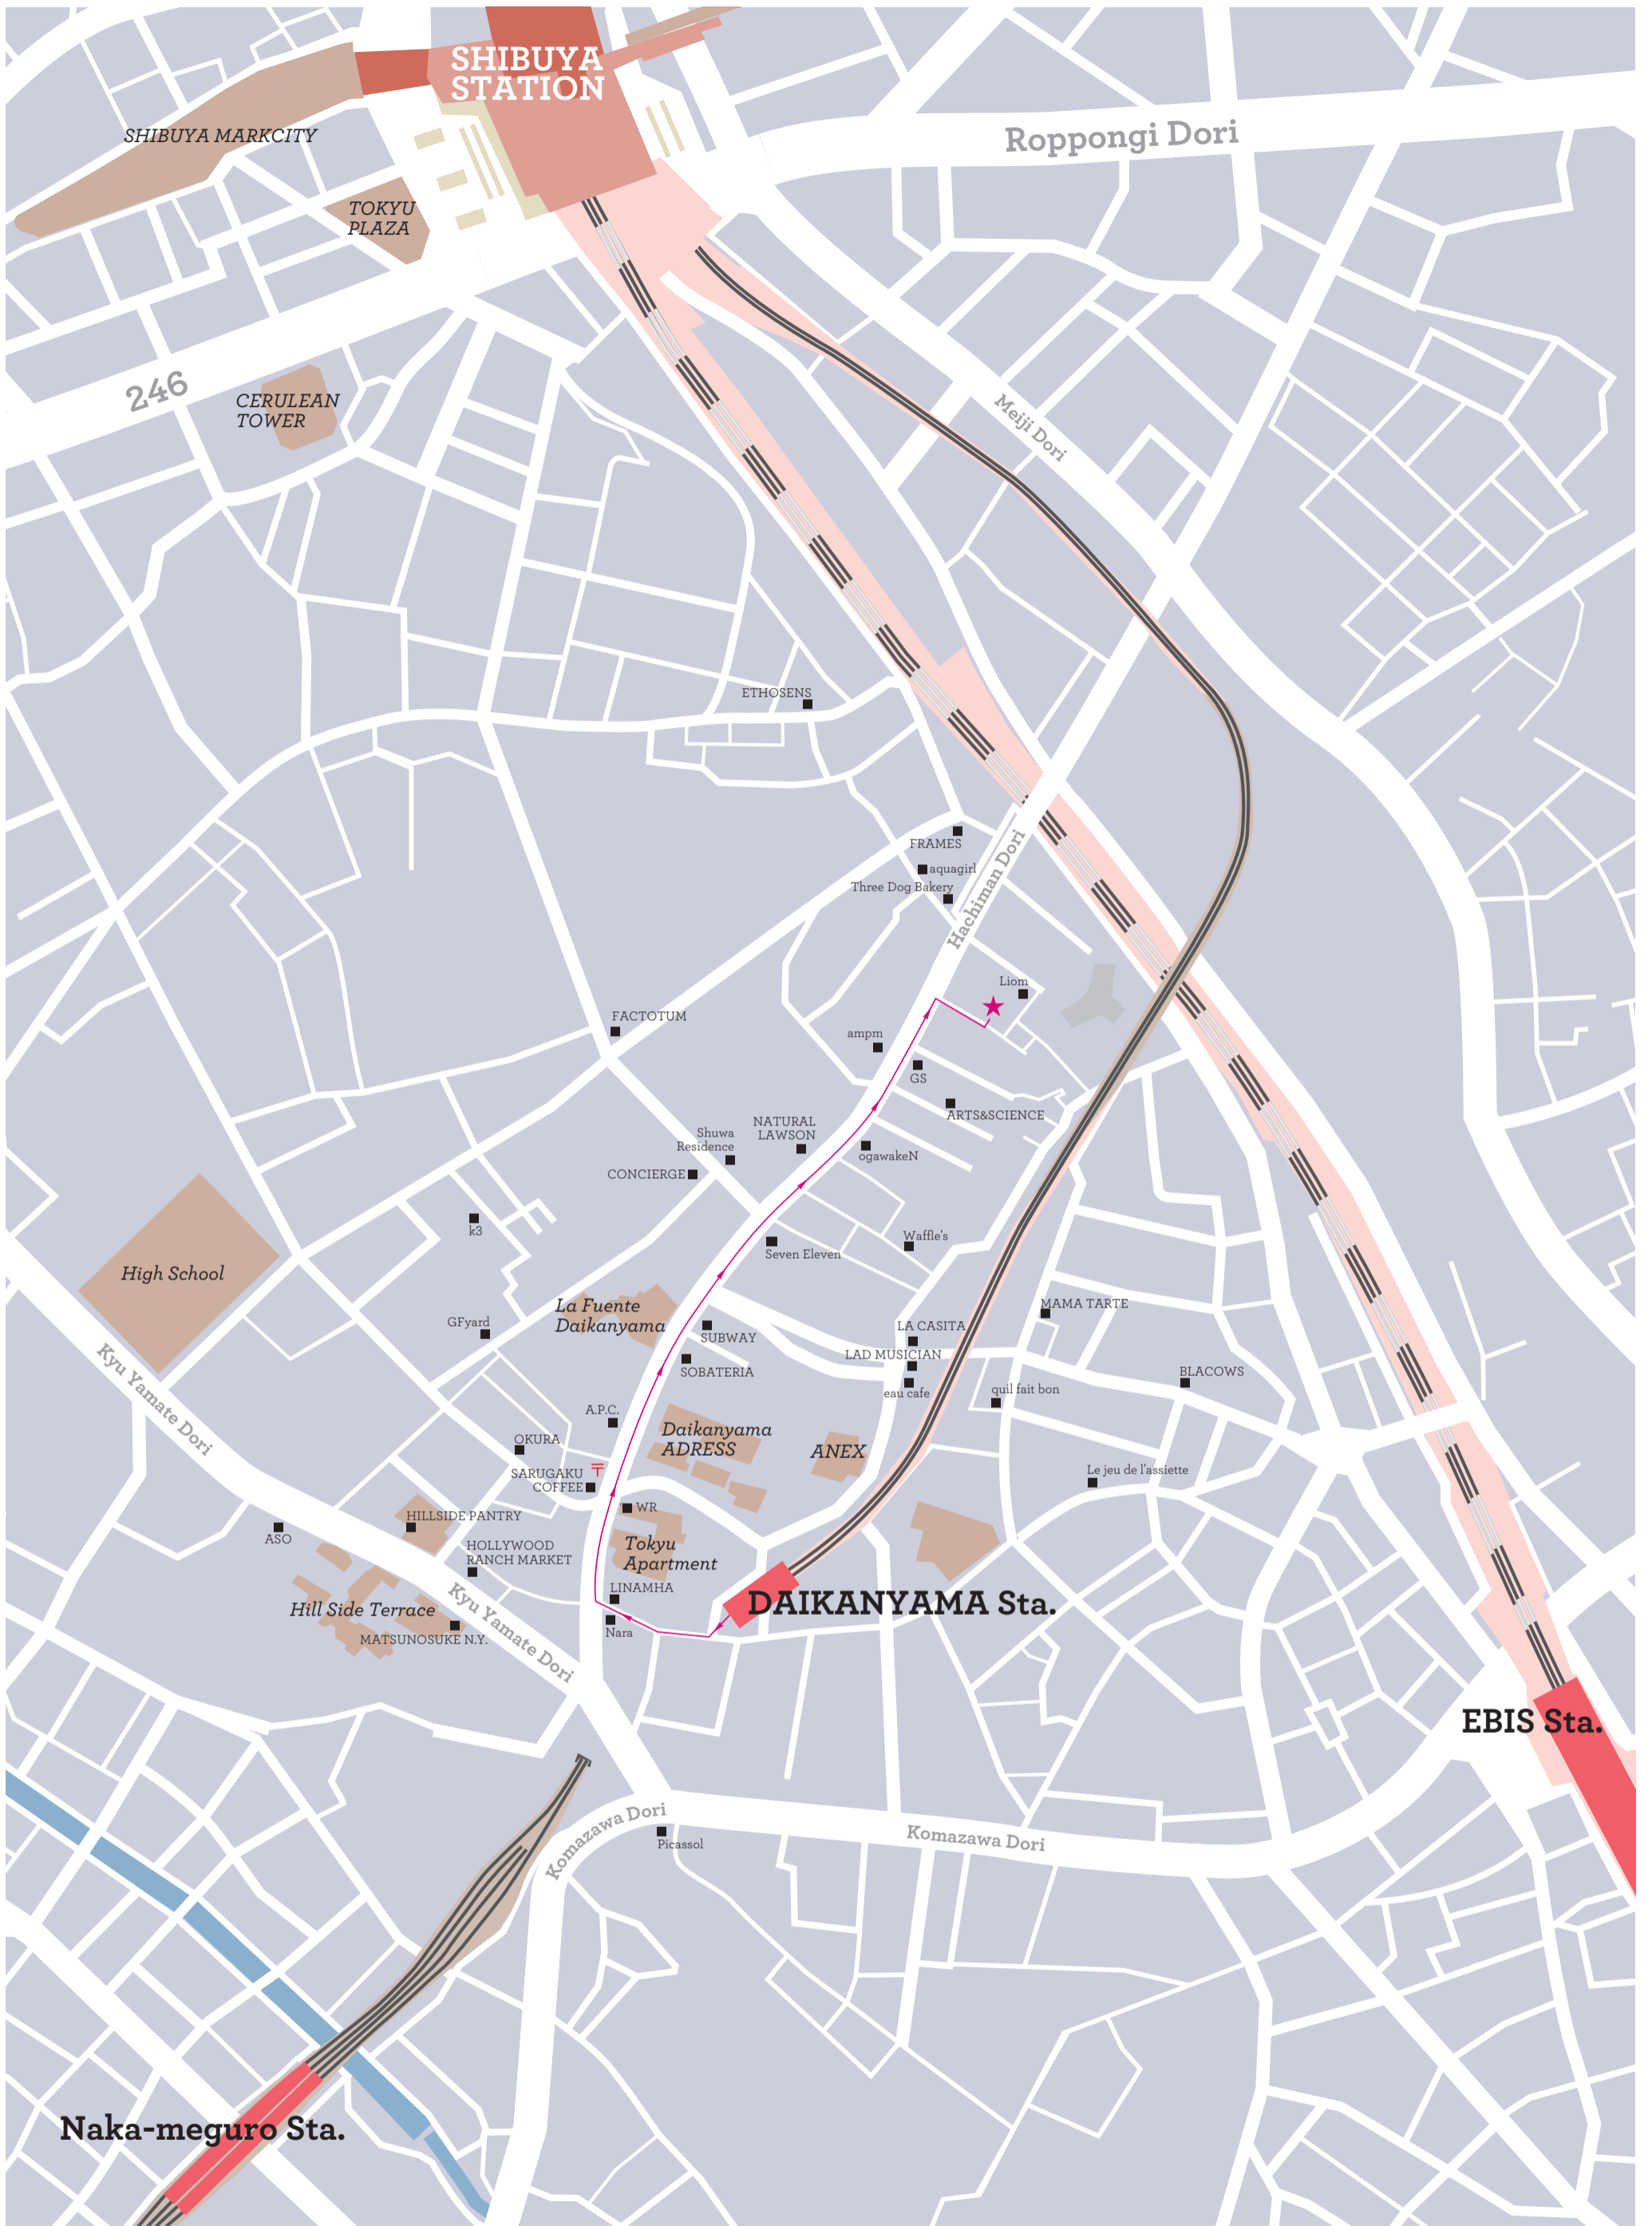 SHIBUYA
STATION
SHIBUYA MARKCITY
Roppongi Dori
TOKYU
PLAZA
246
CERULEAN
TOWER
Meiji Dori
ETHOSENS
FRAMES
aquagirl
Three Dog Bakery
Hachiman Dori
Liom
FACTOTUM
ampm
GS
ARTS&SCIENCE
NATURAL
LAWSON
Shuwa
Residence
ogawakeN
CONCIERGE
k3
Waffle's
Seven Eleven
High School
La Fuente
Daikanyama
MAMA TARTE
GFyard
SUBWAY
LA CASITA
LAD MUSICIAN
SOBATERIA
BLACOWS
eau cafe
quil fait bon
Kyu Yamate Dori
A.P.C.
Daikanyama
ADRESS
OKURA
ANEX
SARUGAKU
COFFEE
〒
Le jeu de l'assiette
WR
HILLSIDE PANTRY
ASO
HOLLYWOOD
RANCH MARKET
Tokyu
Apartment
LINAMHA
DAIKANYAMA Sta.
Hill Side Terrace
Kyu Yamate Dori
Nara
MATSUNOSUKE N.Y.
EBIS Sta.
Komazawa Dori
Komazawa Dori
Picassol
Naka-meguro Sta.